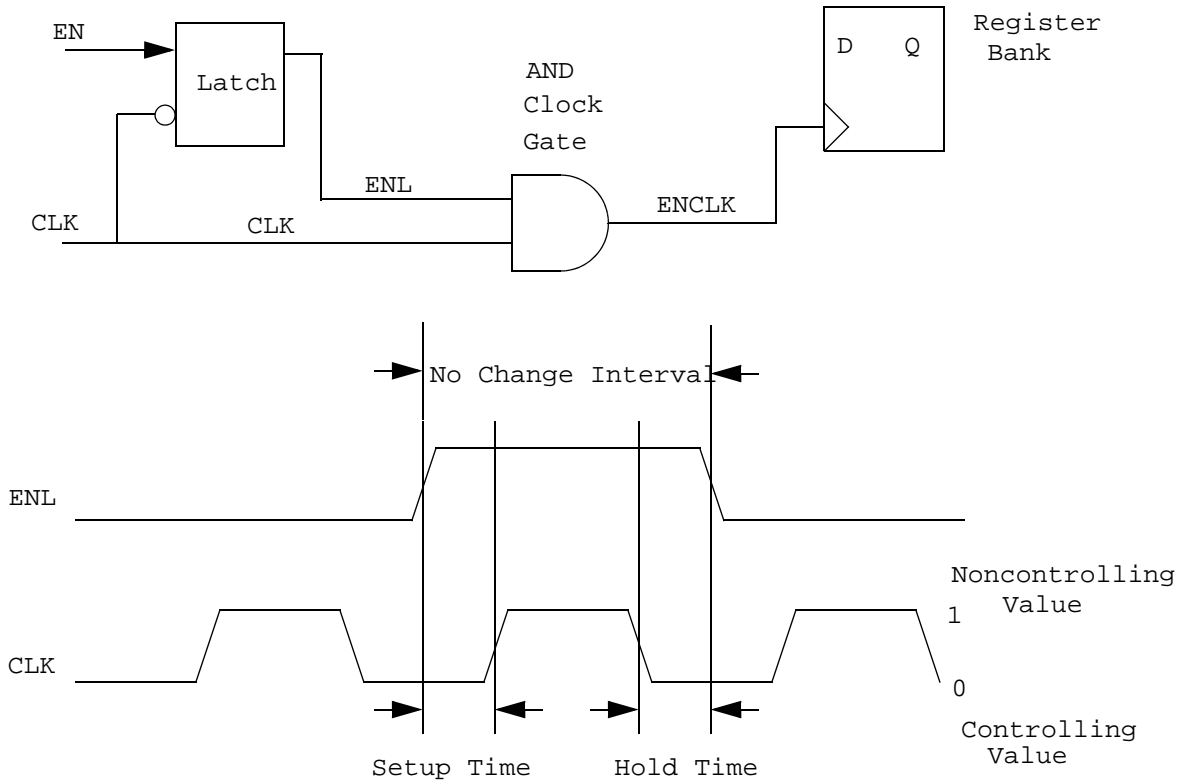 EN
Latch
AND
Clock
Gate
D Q
Register
Bank
ENL
ENCLK
CLK
CLK
No Change Interval
ENL
Noncontrolling
Value
1
CLK
0
Controlling
Value
Setup Time
Hold Time